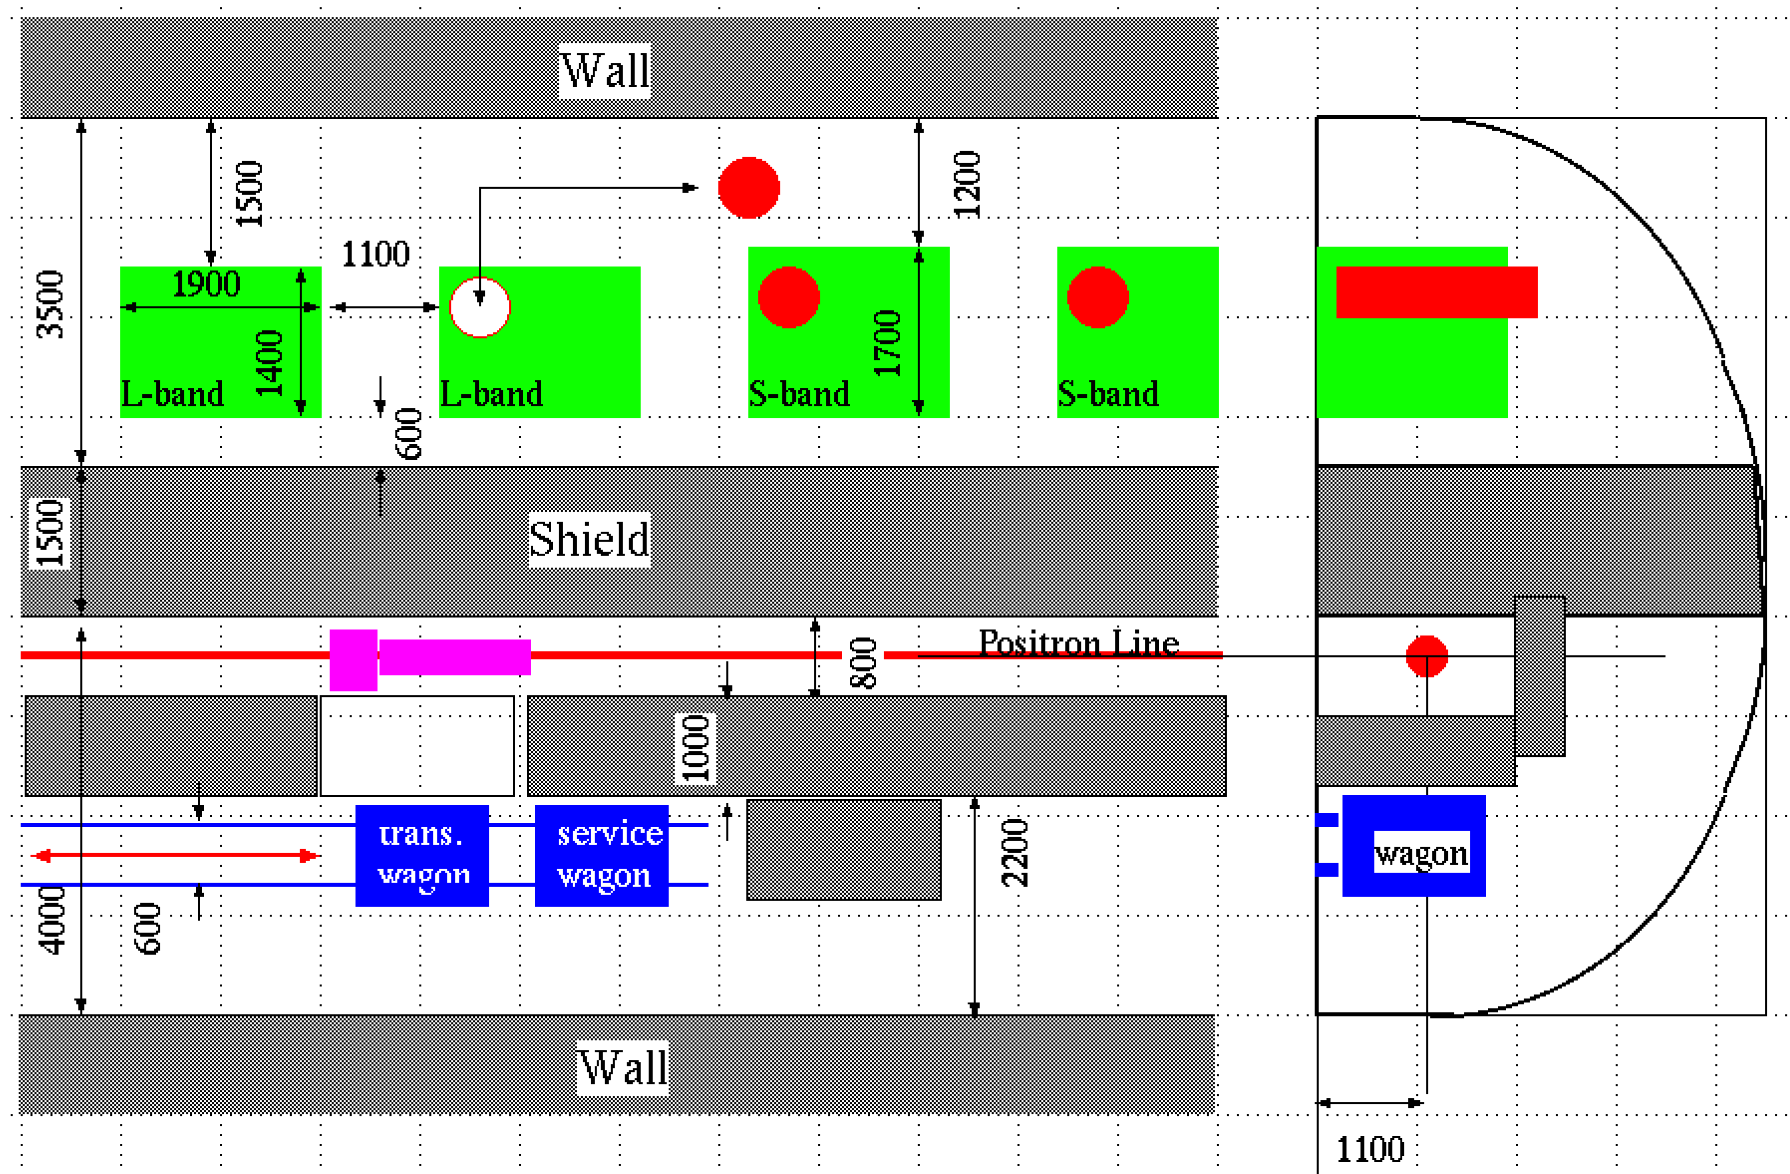 Wall
1500
1200
3500
1100
1900
1400
1700
L-band
L-band
S-band
S-band
600
1500
Shield
Positron Line
800
1000
trans.
wagon
service
wagon
wagon
2200
4000
600
Wall
1100